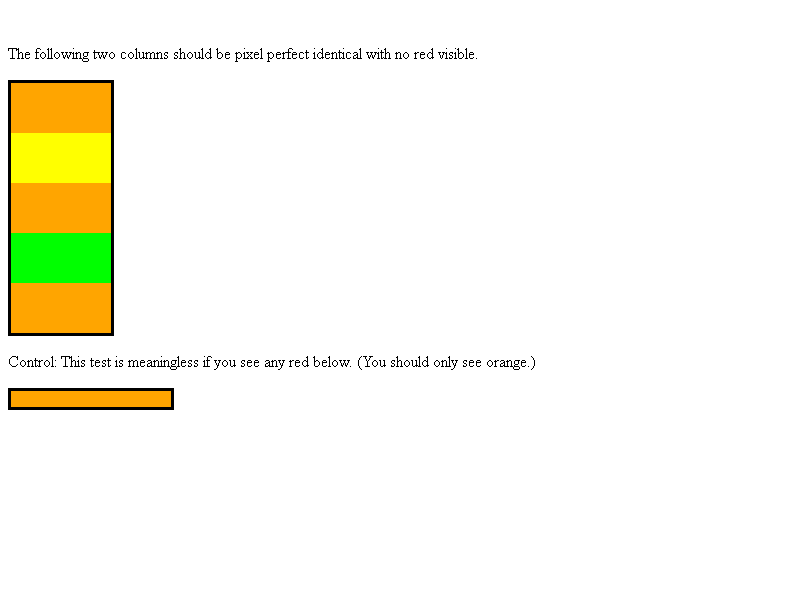 The following two columns should be pixel perfect identical with no red visible.
Control: This test is meaningless if you see any red below. (You should only see orange.)